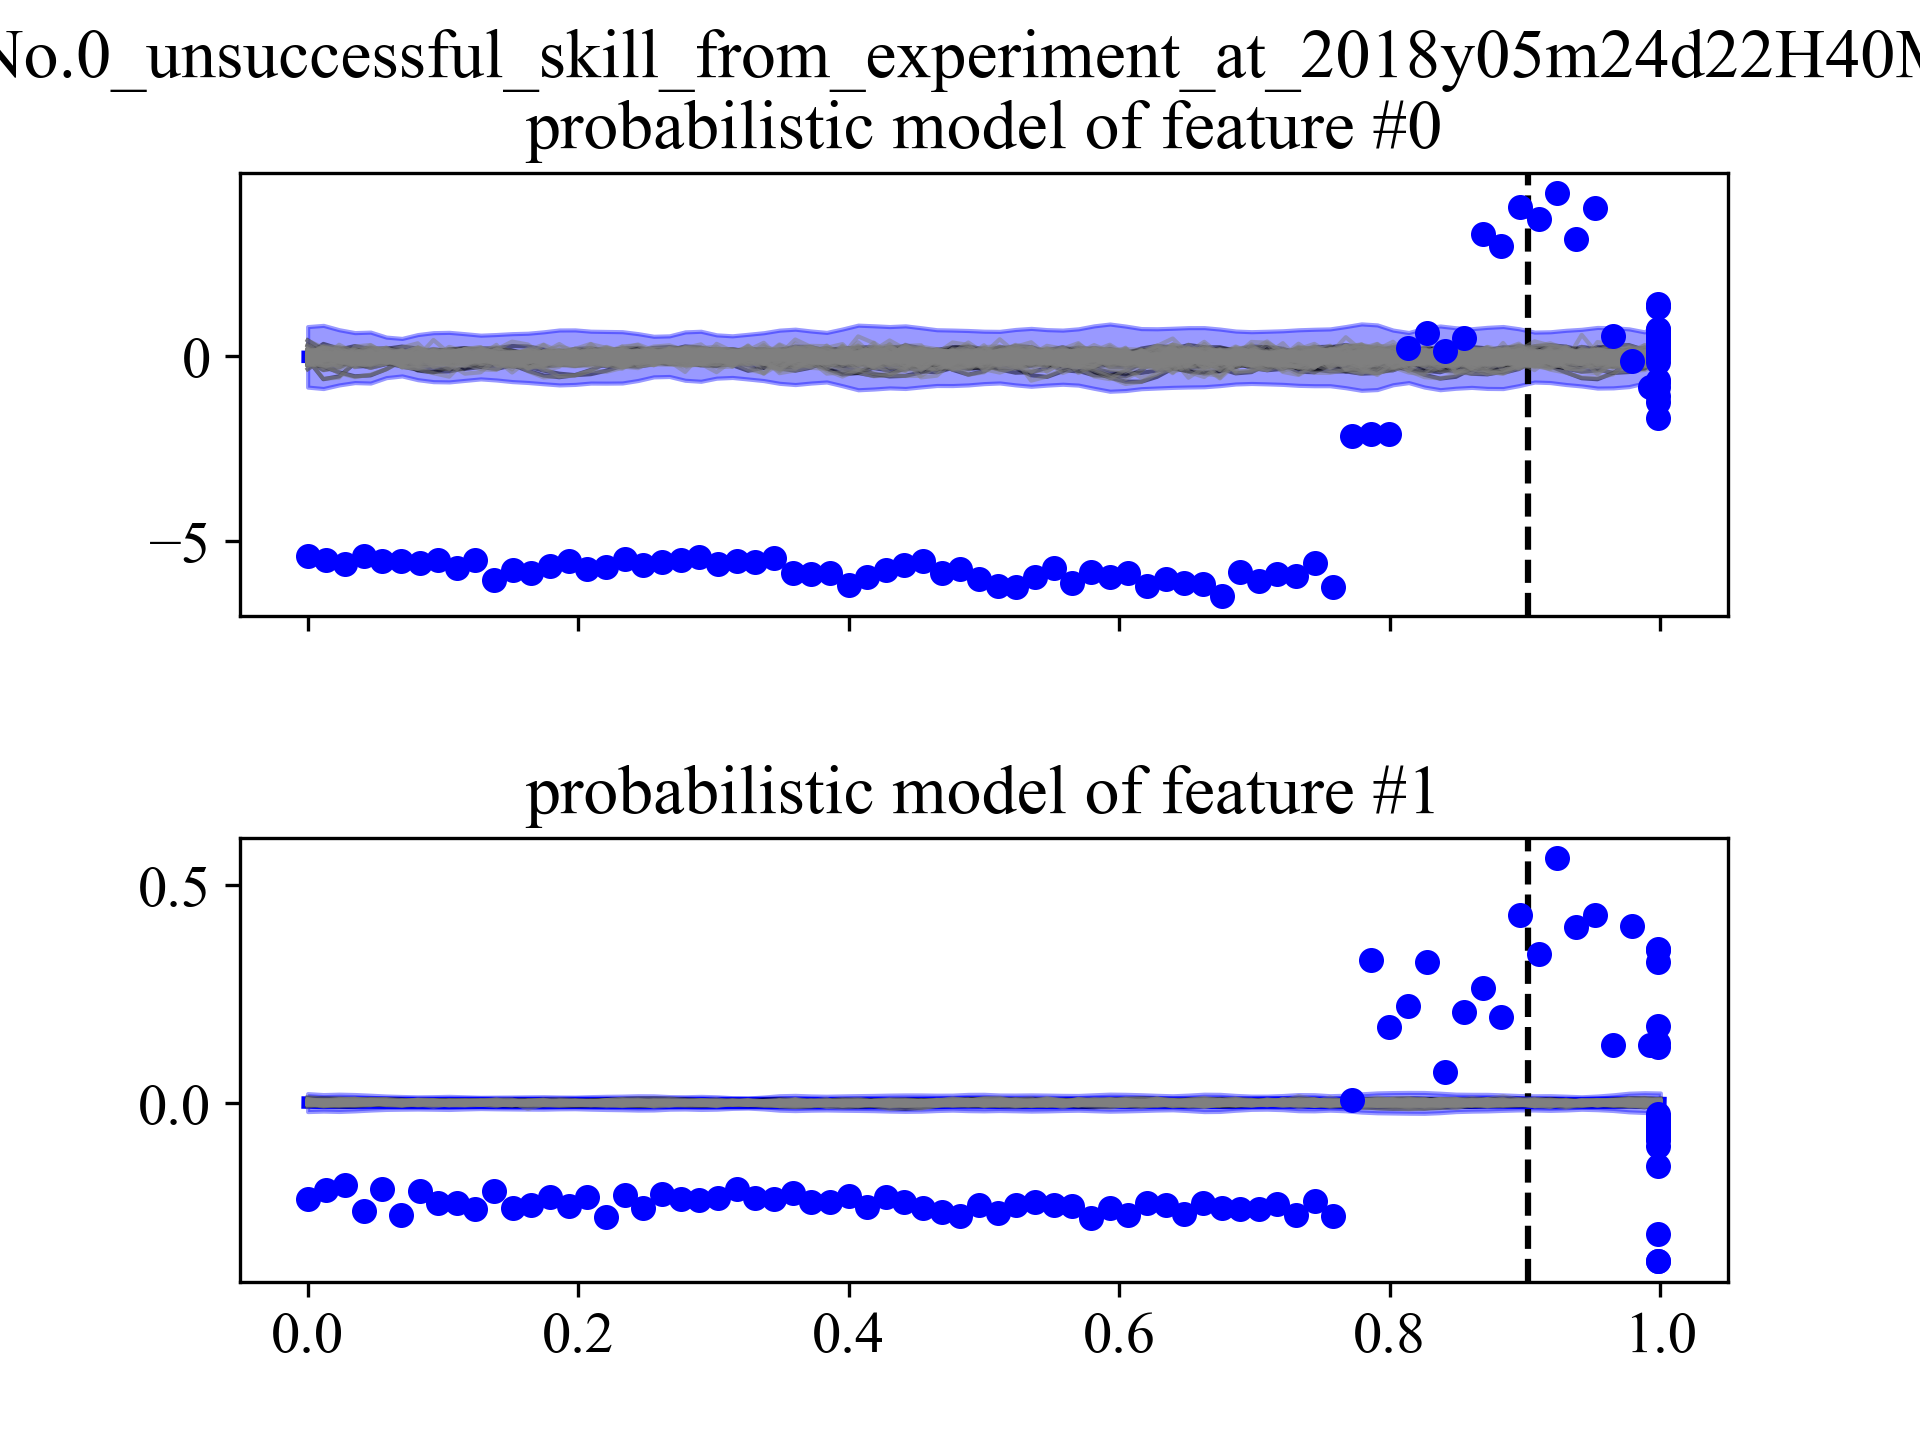 No.0_unsuccessful_skill_from_experiment_at_2018y05m24d22H40M
probabilistic model of feature #0
0
−5
probabilistic model of feature #1
0.5
0.0
0.0 0.2 0.4 0.6 0.8 1.0